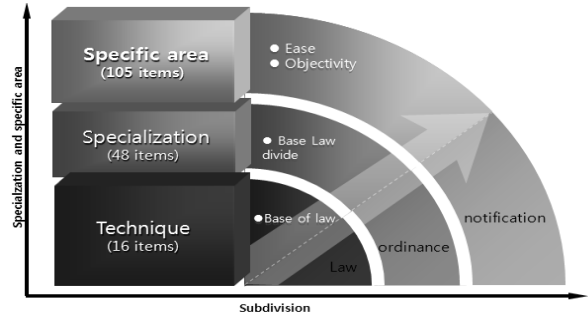 Specialzation and specific area
Specific area
(105 items)
● Ease
● Objectivity
Specialization
(48 items)
● Base Law
divide
Technique
(16 items)
●Base of law
Law
ordinance
notification
Subdivision